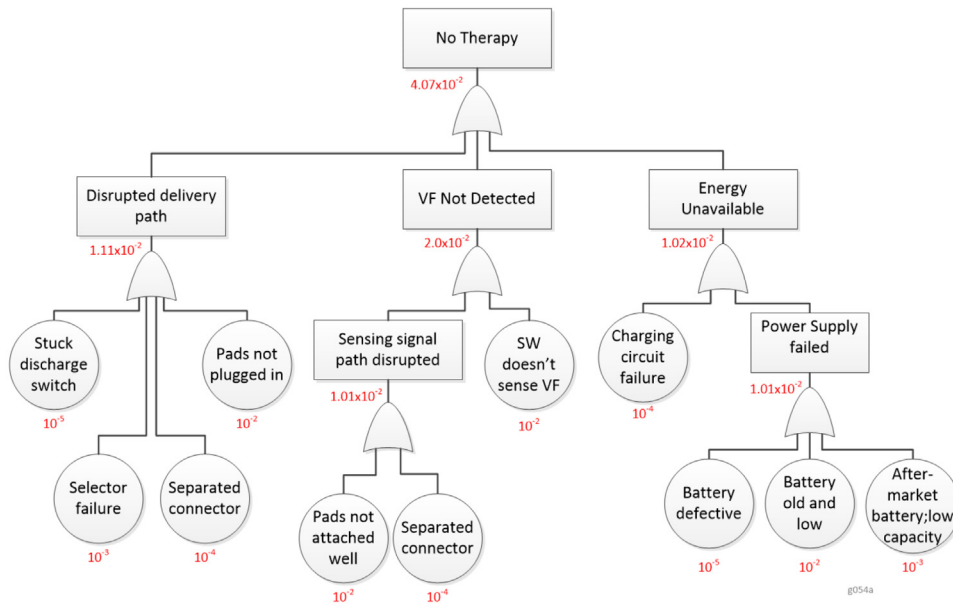 No Therapy
4.07x10⁻²
Disrupted delivery
path
1.11x10⁻²
VF Not Detected
2.0x10⁻²
Energy
Unavailable
1.02x10⁻²
Stuck
discharge
switch
10⁻⁵
Pads not
plugged in
10⁻²
Sensing signal
path disrupted
1.01x10⁻²
SW
doesn't
sense VF
10⁻²
Charging
circuit
failure
10⁻⁴
Power Supply
failed
1.01x10⁻²
Selector
failure
10⁻³
Separated
connector
10⁻⁴
Pads not
attached
well
10⁻²
Separated
connector
10⁻⁴
Battery
defective
10⁻⁵
Battery
old and
low
10⁻²
After-
market
battery;low
capacity
10⁻³
g054a